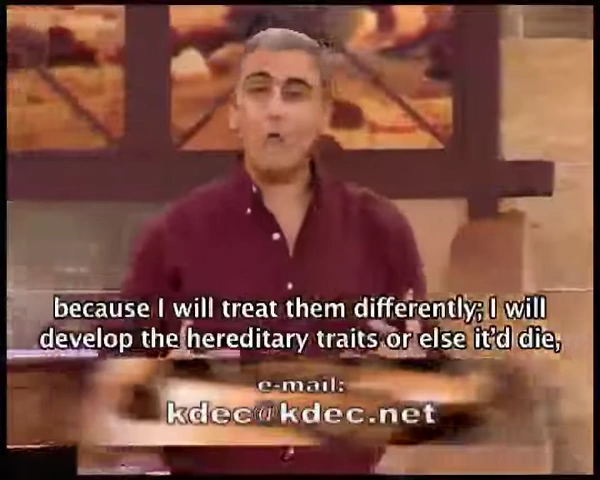 because I will treat them differently; I will
develop the hereditary traits or else it'd die,
e-mail:
kdec@kdec.net